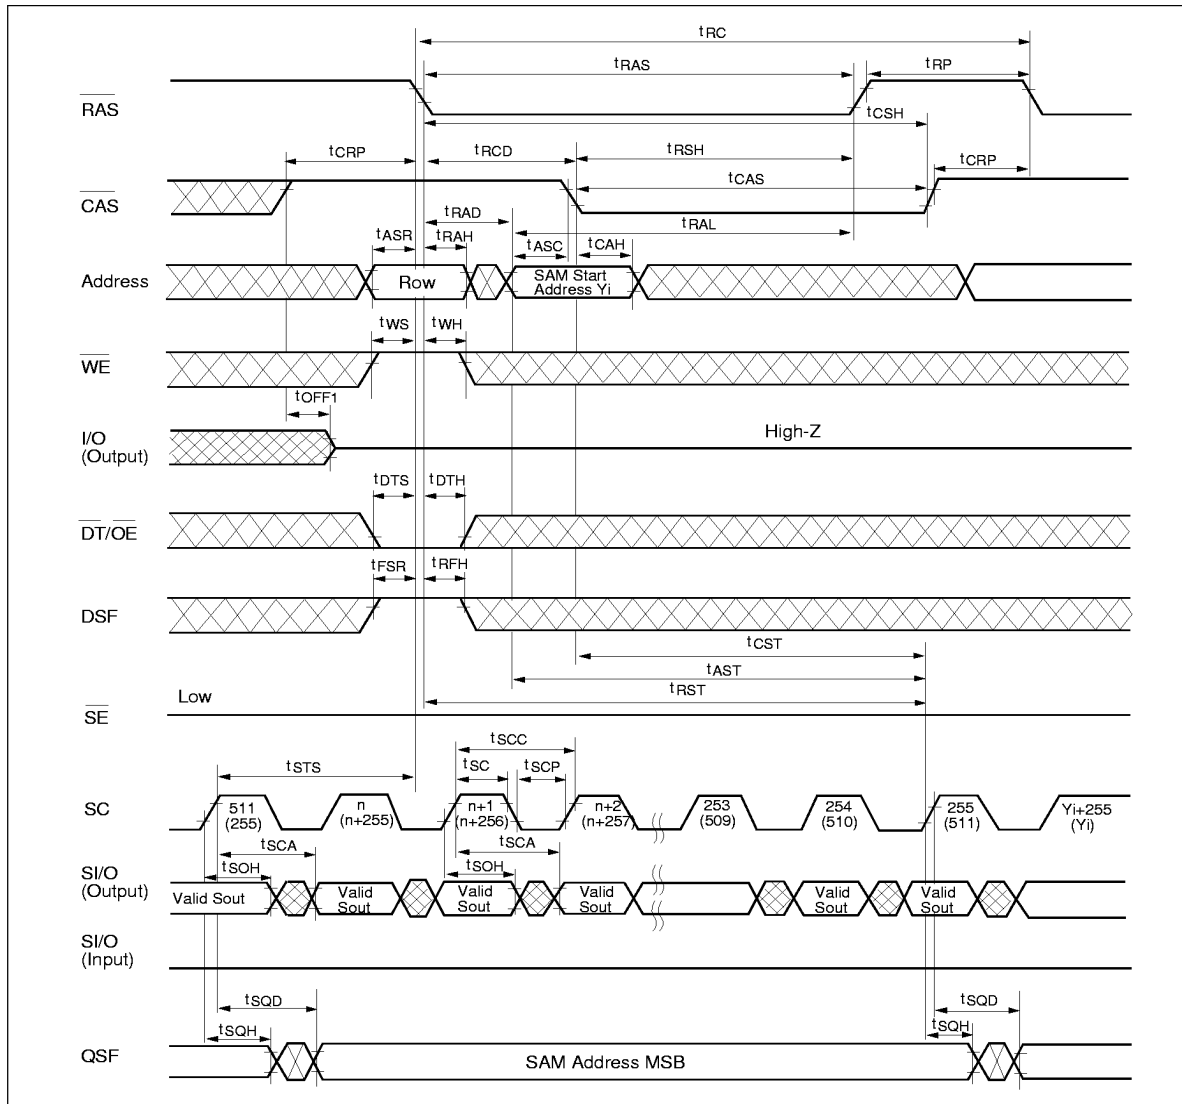 tRC
tRAS tRP
RAS
tCSH
tCRP tRCD tRSH tCRP
CAS tCAS
tRAD tRAL
tASR tRAH tASC tCAH
Address Row SAM Start Address Yi
tWS tWH
WE
tOFF1
I/O (Output) High-Z
tDTS tDTH
DT/OE
tFSR tRFH
DSF
tCST
tAST
Low tRST
SE
tSCC
tSTS tSC tSCP
SC 511 (255) n (n+255) n+1 (n+256) n+2 (n+257) 253 (509) 254 (510) 255 (511) Yi+255 (Yi)
tSCA tSCA
tSOH tSOH
SI/O (Output) Valid Sout Valid Sout Valid Sout Valid Sout Valid Sout Valid Sout
SI/O (Input)
tSQD tSQD
tSQH tSQH
QSF SAM Address MSB